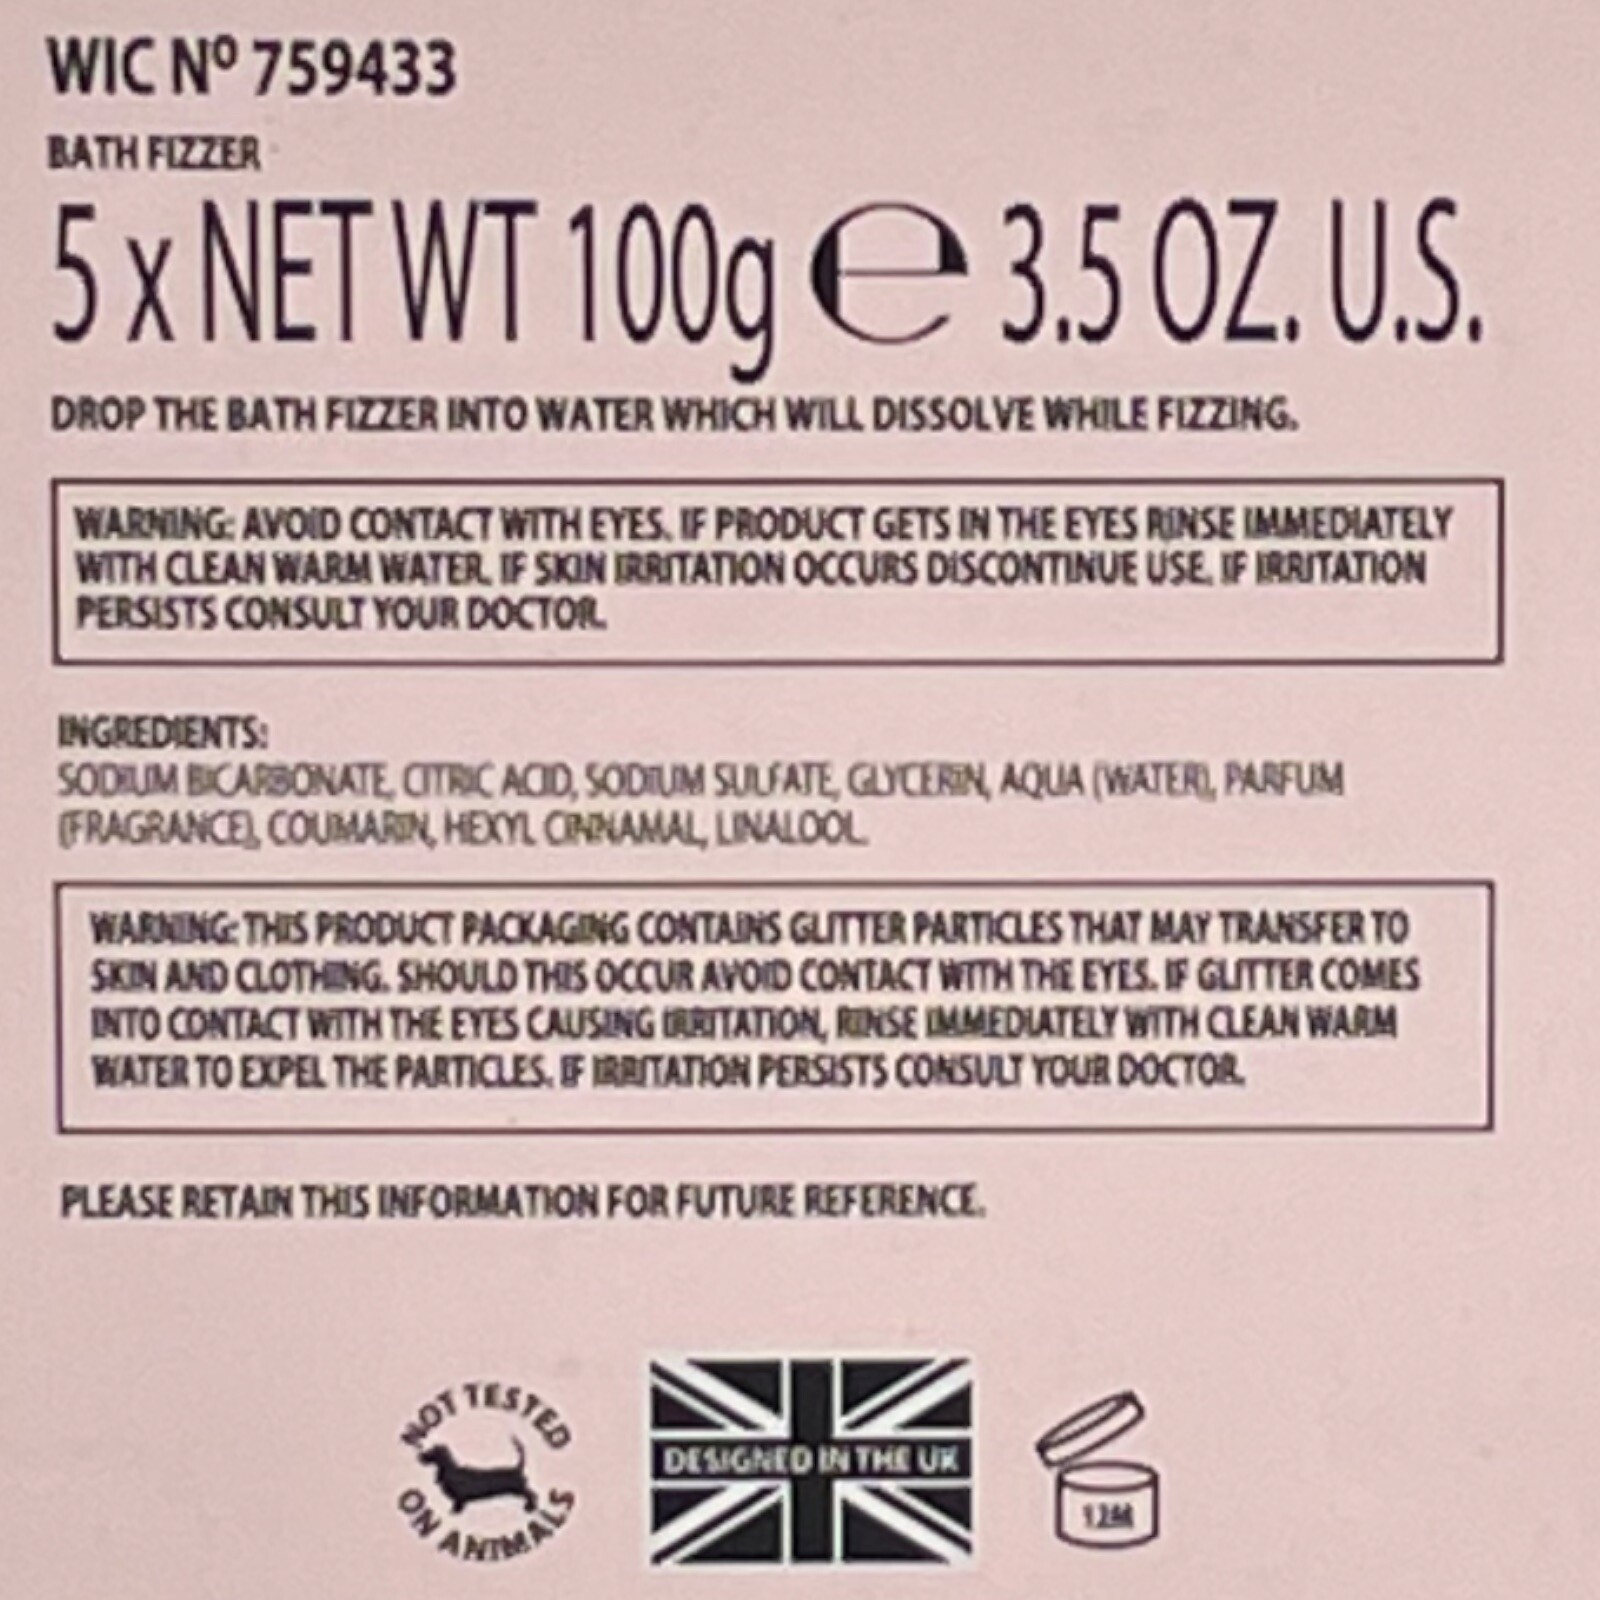 WIC Nº 759433
BATH FIZZER
5 x NET WT 100g ℮ 3.5 OZ. U.S.
DROP THE BATH FIZZER INTO WATER WHICH WILL DISSOLVE WHILE FIZZING.
WARNING: AVOID CONTACT WITH EYES. IF PRODUCT GETS IN THE EYES RINSE IMMEDIATELY
WITH CLEAN WARM WATER. IF SKIN IRRITATION OCCURS DISCONTINUE USE. IF IRRITATION
PERSISTS CONSULT YOUR DOCTOR.
INGREDIENTS:
SODIUM BICARBONATE, CITRIC ACID, SODIUM SULFATE, GLYCERIN, AQUA (WATER), PARFUM
(FRAGRANCE), COUMARIN, HEXYL CINNAMAL, LINALOOL.
WARNING: THIS PRODUCT PACKAGING CONTAINS GLITTER PARTICLES THAT MAY TRANSFER TO
SKIN AND CLOTHING. SHOULD THIS OCCUR AVOID CONTACT WITH THE EYES. IF GLITTER COMES
INTO CONTACT WITH THE EYES CAUSING IRRITATION, RINSE IMMEDIATELY WITH CLEAN WARM
WATER TO EXPEL THE PARTICLES. IF IRRITATION PERSISTS CONSULT YOUR DOCTOR.
PLEASE RETAIN THIS INFORMATION FOR FUTURE REFERENCE.
NOT TESTED
ON ANIMALS
DESIGNED IN THE UK
12M